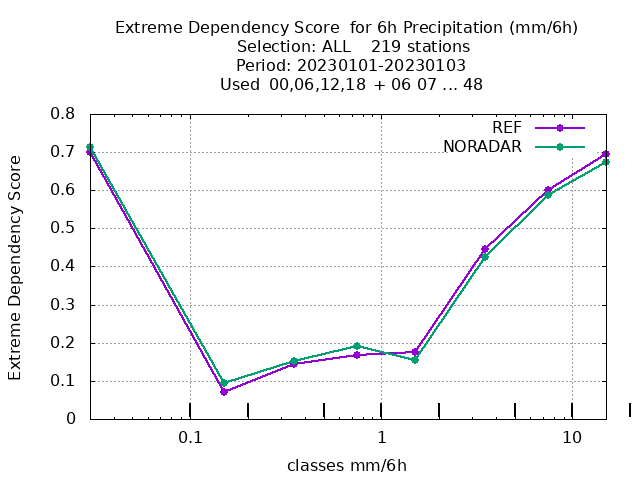 Extreme Dependency Score  for 6h Precipitation (mm/6h)
Selection: ALL    219 stations
Period: 20230101-20230103
Used  00,06,12,18  + 06 07 ... 48
0.8
0.7
0.6
0.5
0.4
0.3
0.2
0.1
0
Extreme Dependency Score
REF
NORADAR
0.1
1
10
classes mm/6h